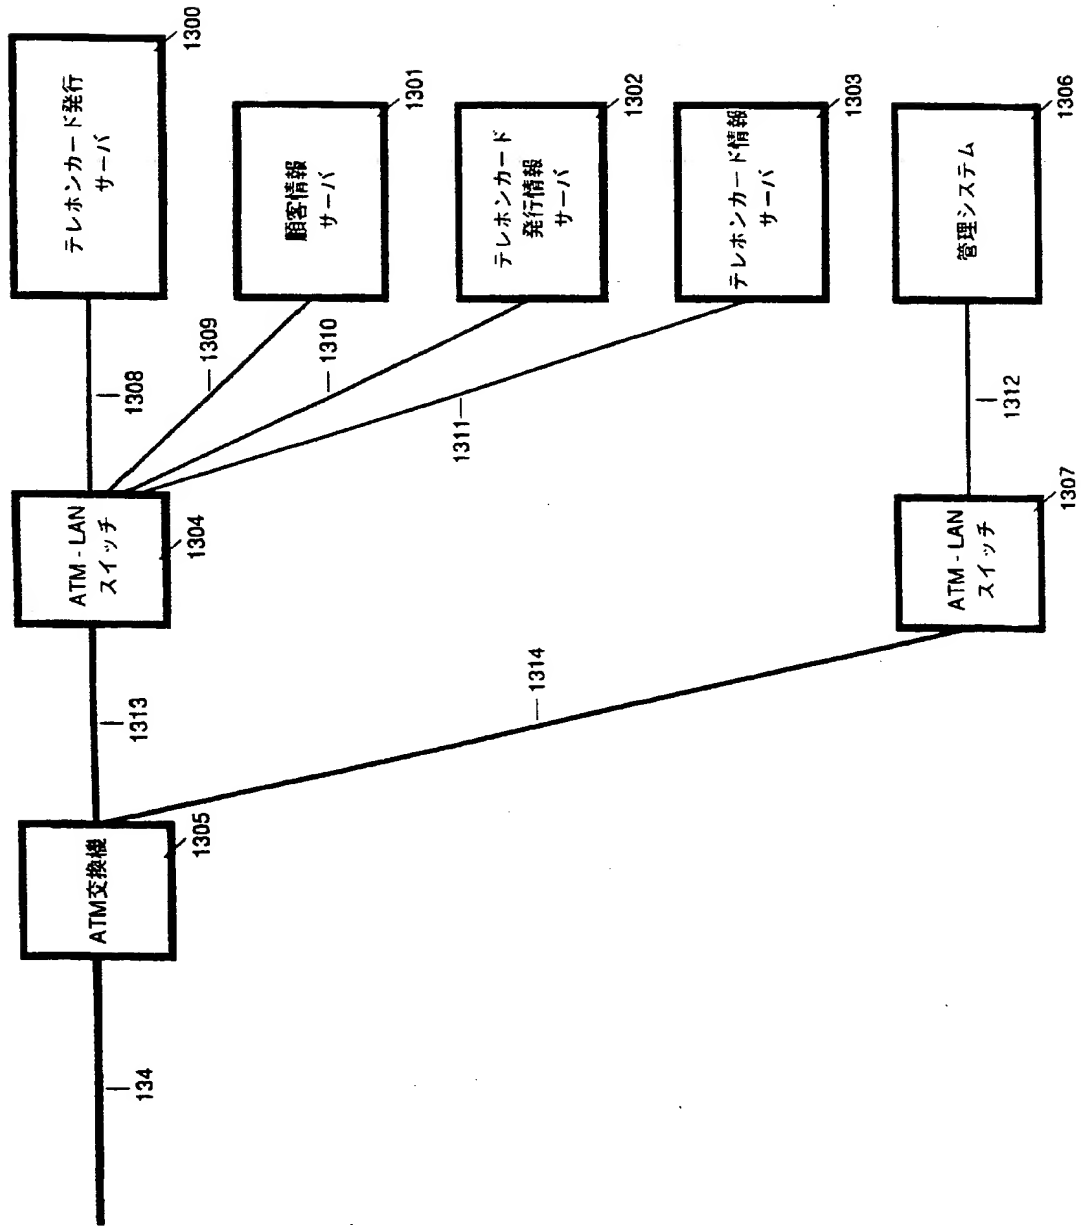 テレホンカード発行
サーバ
1300
顧客情報
サーバ
1301
テレホンカード
発行情報
サーバ
1302
テレホンカード情報
サーバ
1303
管理システム
1306
1308
1309
1310
1311
1312
ATM-LAN
スイッチ
1304
ATM-LAN
スイッチ
1307
1313
1314
ATM交換機
1305
134